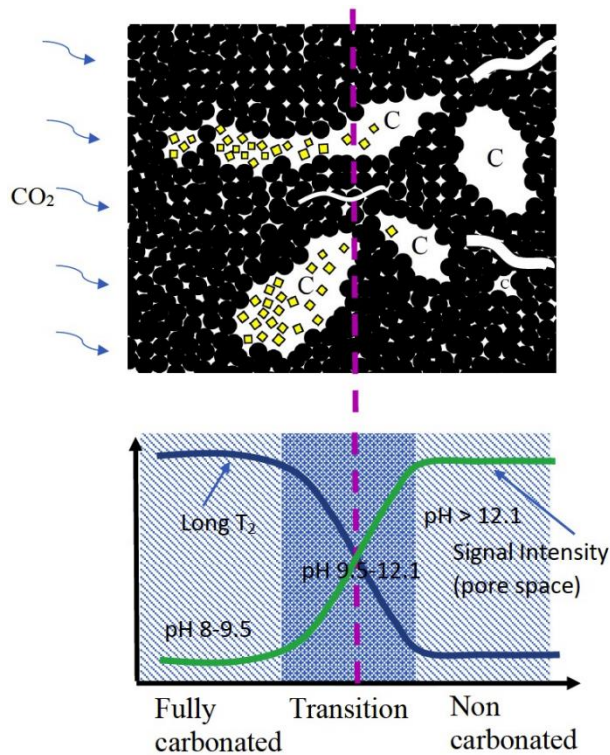 C
C
CO₂
C
C
C
Long T₂
pH > 12.1
Signal Intensity
(pore space)
pH 9.5-12.1
pH 8-9.5
Fully
carbonated
Transition
Non
carbonated